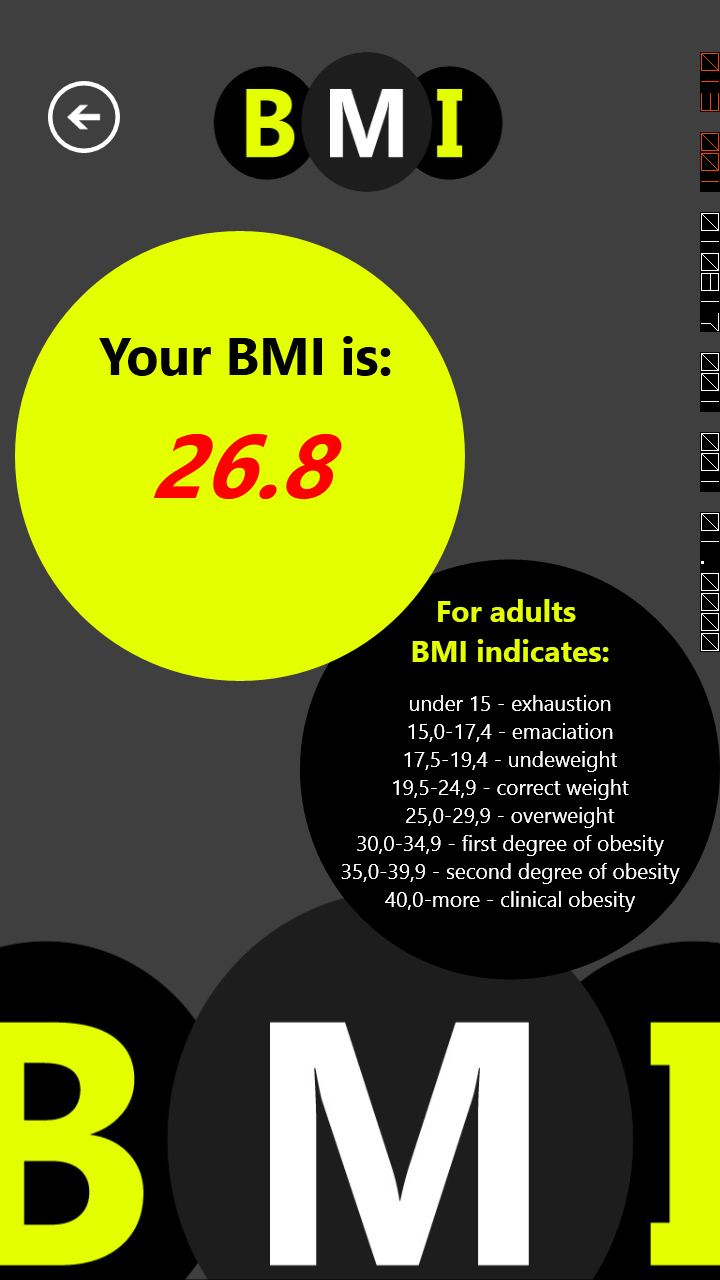 BMI
Your BMI is:
26.8
For adults
BMI indicates:
under 15 - exhaustion
15,0-17,4 - emaciation
17,5-19,4 - undeweight
19,5-24,9 - correct weight
25,0-29,9 - overweight
30,0-34,9 - first degree of obesity
35,0-39,9 - second degree of obesity
40,0-more - clinical obesity
BMI